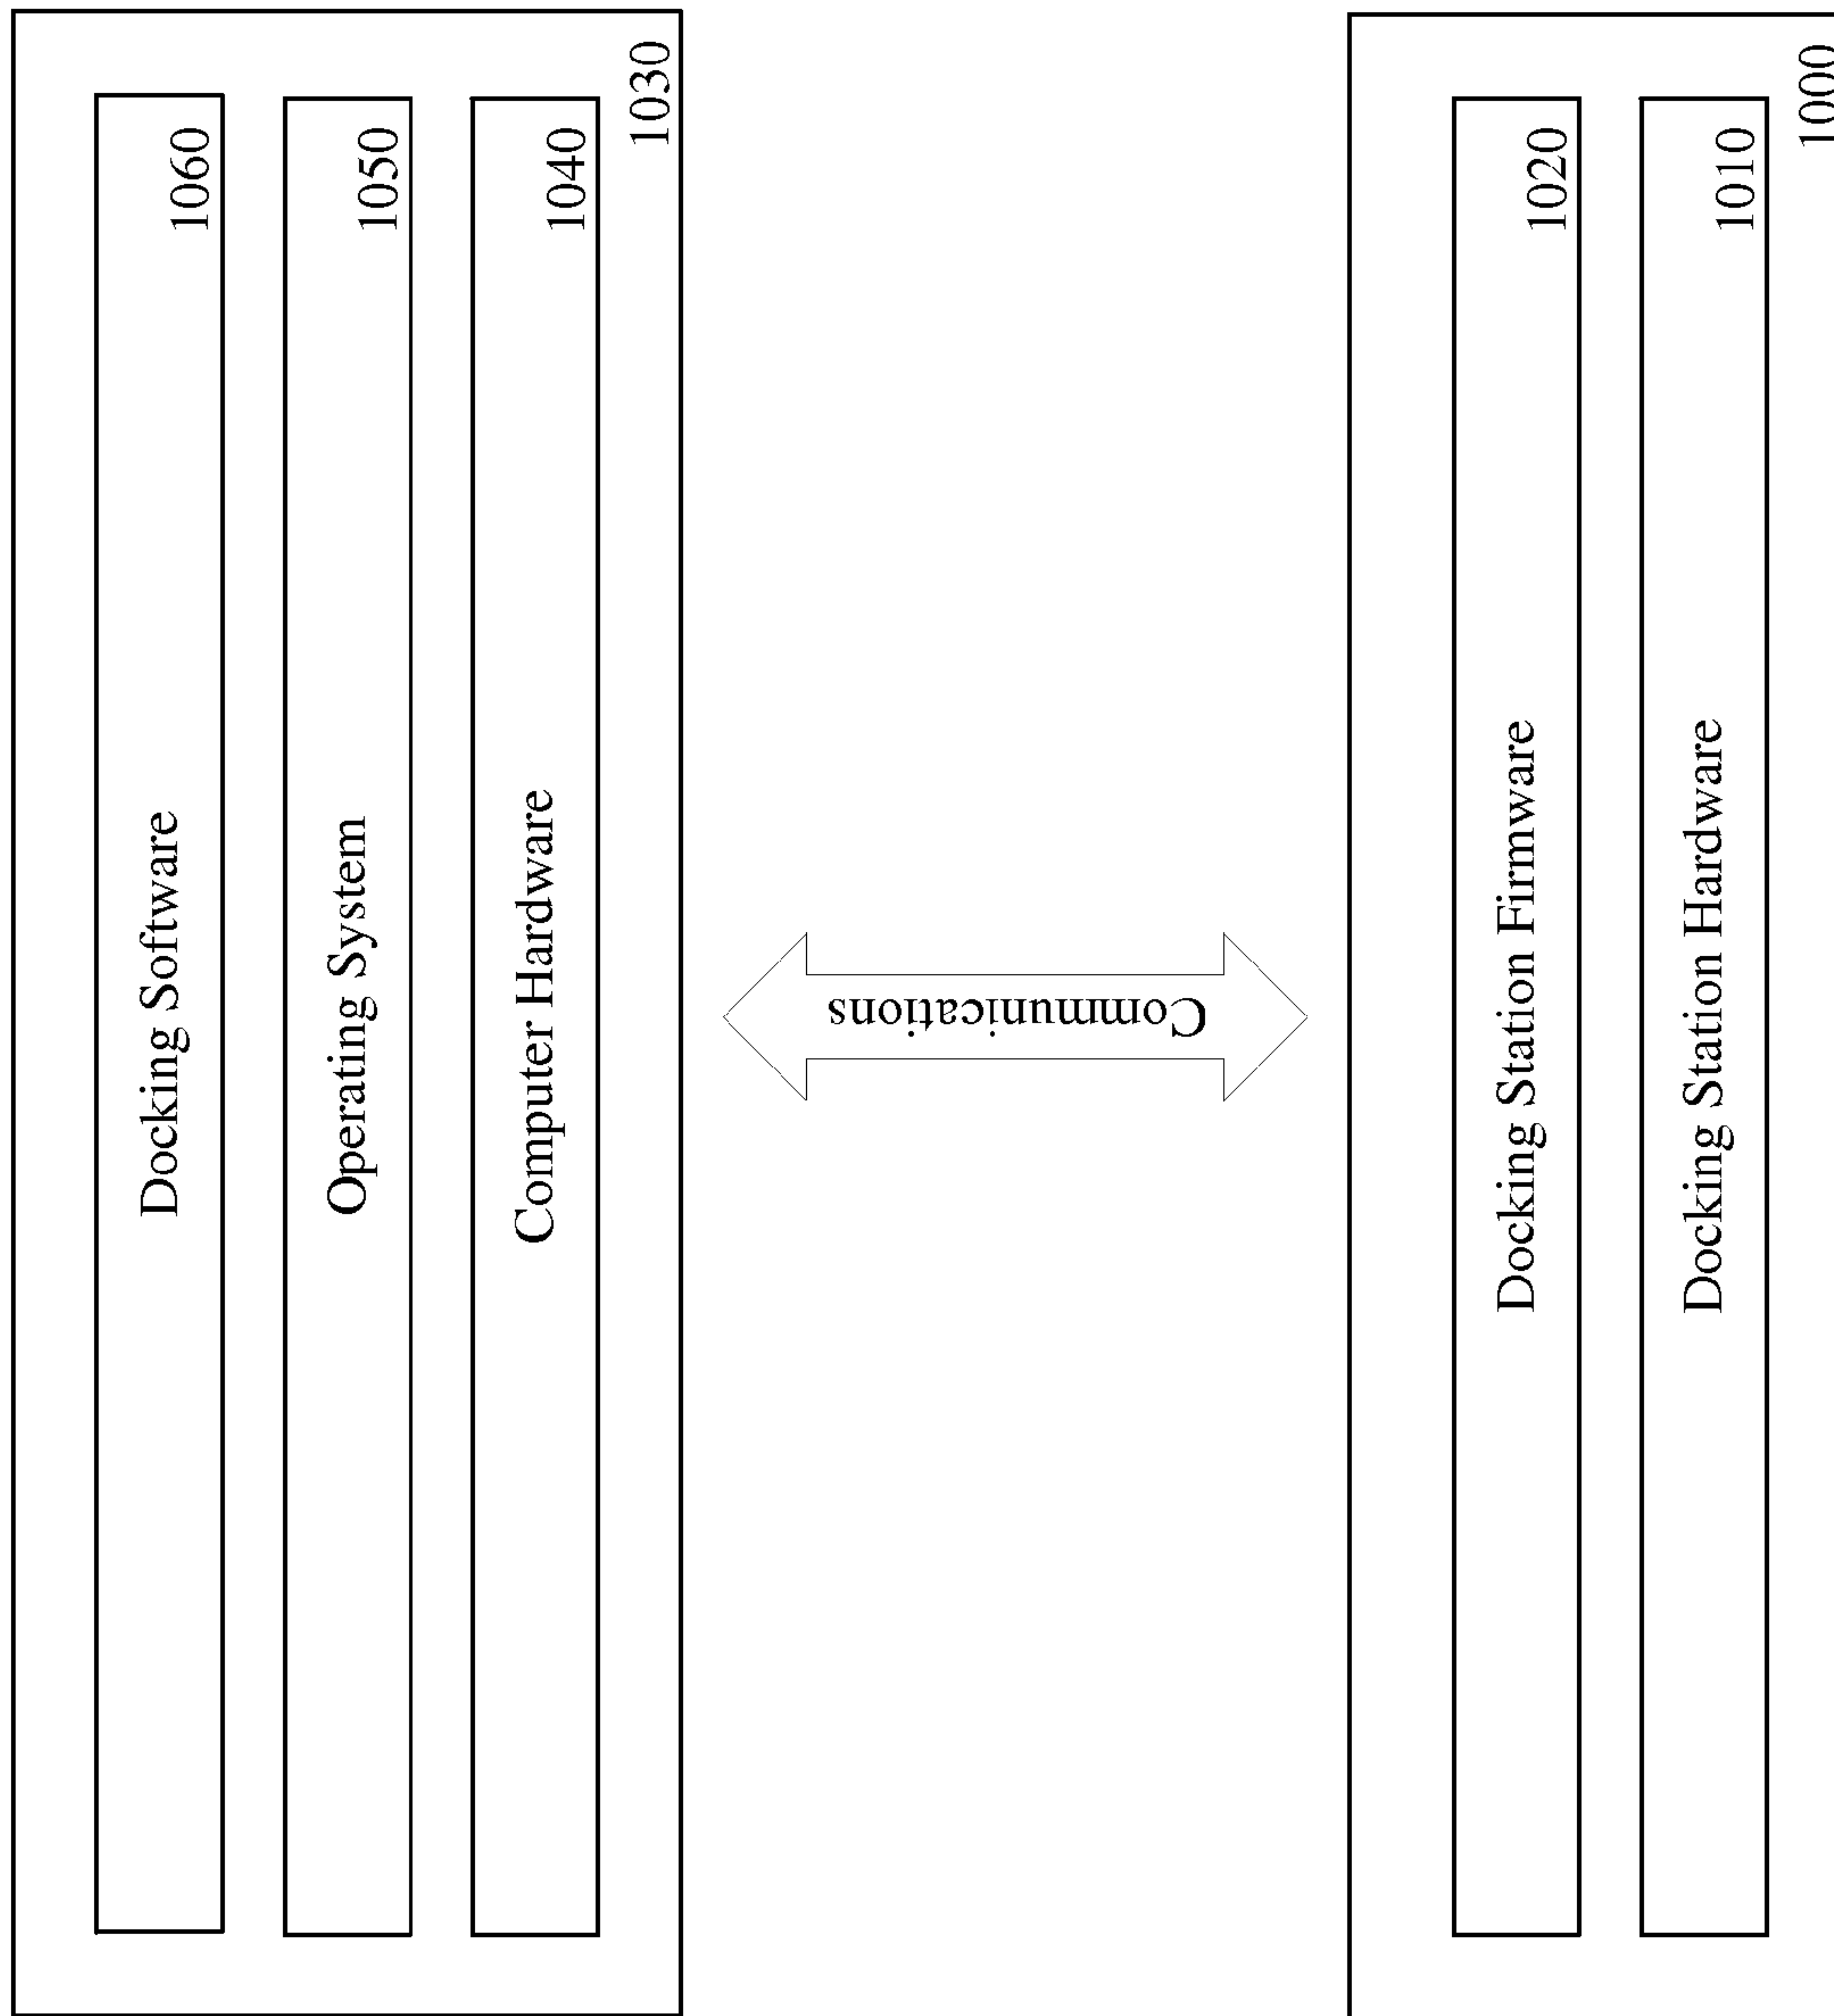 Docking Software
1060
Operating System
1050
Computer Hardware
1040
1030
Communications
Docking Station Firmware
1020
Docking Station Hardware
1010
1000